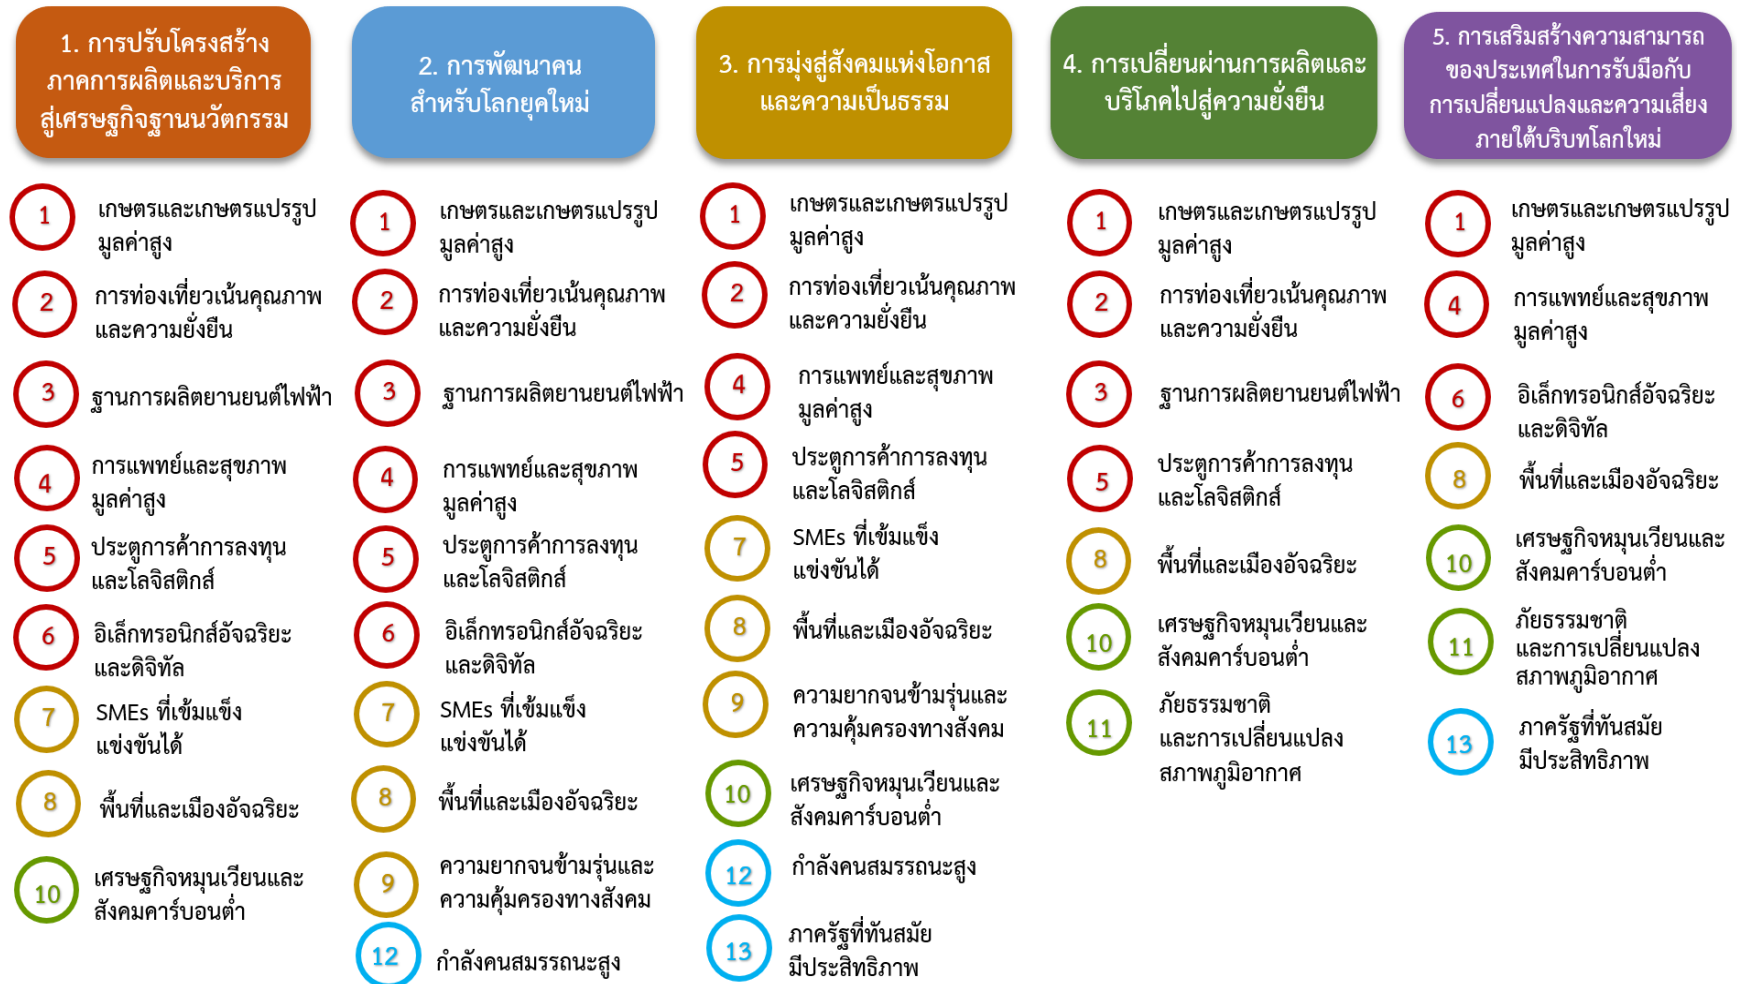 1. การปรับโครงสร้าง
ภาคการผลิตและบริการ
สู่เศรษฐกิจฐานนวัตกรรม
1
เกษตรและเกษตรแปรรูป
มูลค่าสูง
2
การท่องเที่ยวเน้นคุณภาพ
และความยั่งยืน
3
ฐานการผลิตยานยนต์ไฟฟ้า
4
การแพทย์และสุขภาพ
มูลค่าสูง
5
ประตูการค้าการลงทุน
และโลจิสติกส์
6
อิเล็กทรอนิกส์อัจฉริยะ
และดิจิทัล
7
SMEs ที่เข้มแข็ง
แข่งขันได้
8
พื้นที่และเมืองอัจฉริยะ
10
เศรษฐกิจหมุนเวียนและ
สังคมคาร์บอนต่ำ
2. การพัฒนาคน
สำหรับโลกยุคใหม่
1
เกษตรและเกษตรแปรรูป
มูลค่าสูง
2
การท่องเที่ยวเน้นคุณภาพ
และความยั่งยืน
3
ฐานการผลิตยานยนต์ไฟฟ้า
4
การแพทย์และสุขภาพ
มูลค่าสูง
5
ประตูการค้าการลงทุน
และโลจิสติกส์
6
อิเล็กทรอนิกส์อัจฉริยะ
และดิจิทัล
7
SMEs ที่เข้มแข็ง
แข่งขันได้
8
พื้นที่และเมืองอัจฉริยะ
9
ความยากจนข้ามรุ่นและ
ความคุ้มครองทางสังคม
12
กำลังคนสมรรถนะสูง
3. การมุ่งสู่สังคมแห่งโอกาส
และความเป็นธรรม
1
เกษตรและเกษตรแปรรูป
มูลค่าสูง
2
การท่องเที่ยวเน้นคุณภาพ
และความยั่งยืน
4
การแพทย์และสุขภาพ
มูลค่าสูง
5
ประตูการค้าการลงทุน
และโลจิสติกส์
7
SMEs ที่เข้มแข็ง
แข่งขันได้
8
พื้นที่และเมืองอัจฉริยะ
9
ความยากจนข้ามรุ่นและ
ความคุ้มครองทางสังคม
10
เศรษฐกิจหมุนเวียนและ
สังคมคาร์บอนต่ำ
12
กำลังคนสมรรถนะสูง
13
ภาครัฐที่ทันสมัย
มีประสิทธิภาพ
4. การเปลี่ยนผ่านการผลิตและ
บริโภคไปสู่ความยั่งยืน
1
เกษตรและเกษตรแปรรูป
มูลค่าสูง
2
การท่องเที่ยวเน้นคุณภาพ
และความยั่งยืน
3
ฐานการผลิตยานยนต์ไฟฟ้า
5
ประตูการค้าการลงทุน
และโลจิสติกส์
8
พื้นที่และเมืองอัจฉริยะ
10
เศรษฐกิจหมุนเวียนและ
สังคมคาร์บอนต่ำ
11
ภัยธรรมชาติ
และการเปลี่ยนแปลง
สภาพภูมิอากาศ
5. การเสริมสร้างความสามารถ
ของประเทศในการรับมือกับ
การเปลี่ยนแปลงและความเสี่ยง
ภายใต้บริบทโลกใหม่
1
เกษตรและเกษตรแปรรูป
มูลค่าสูง
4
การแพทย์และสุขภาพ
มูลค่าสูง
6
อิเล็กทรอนิกส์อัจฉริยะ
และดิจิทัล
8
พื้นที่และเมืองอัจฉริยะ
10
เศรษฐกิจหมุนเวียนและ
สังคมคาร์บอนต่ำ
11
ภัยธรรมชาติ
และการเปลี่ยนแปลง
สภาพภูมิอากาศ
13
ภาครัฐที่ทันสมัย
มีประสิทธิภาพ